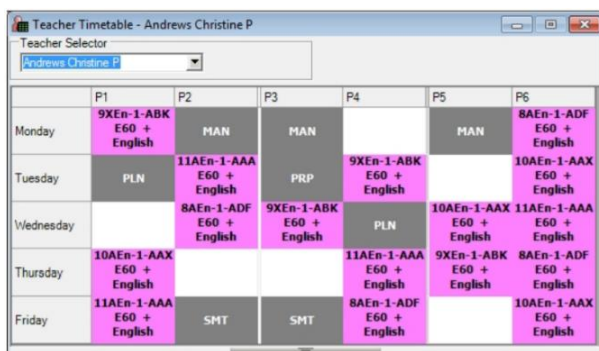 Teacher Timetable - Andrews Christine P
Teacher Selector
Andrews Christine P
P1 P2 P3 P4 P5 P6
Monday
9XEn-1-ABK
E60 +
English
MAN
MAN
MAN
8AEn-1-ADF
E60 +
English
Tuesday
PLN
11AEn-1-AAA
E60 +
English
PRP
9XEn-1-ABK
E60 +
English
10AEn-1-AAX
E60 +
English
Wednesday
8AEn-1-ADF
E60 +
English
9XEn-1-ABK
E60 +
English
PLN
10AEn-1-AAX
E60 +
English
11AEn-1-AAA
E60 +
English
Thursday
10AEn-1-AAX
E60 +
English
11AEn-1-AAA
E60 +
English
9XEn-1-ABK
E60 +
English
8AEn-1-ADF
E60 +
English
Friday
11AEn-1-AAA
E60 +
English
SMT
SMT
8AEn-1-ADF
E60 +
English
10AEn-1-AAX
E60 +
English